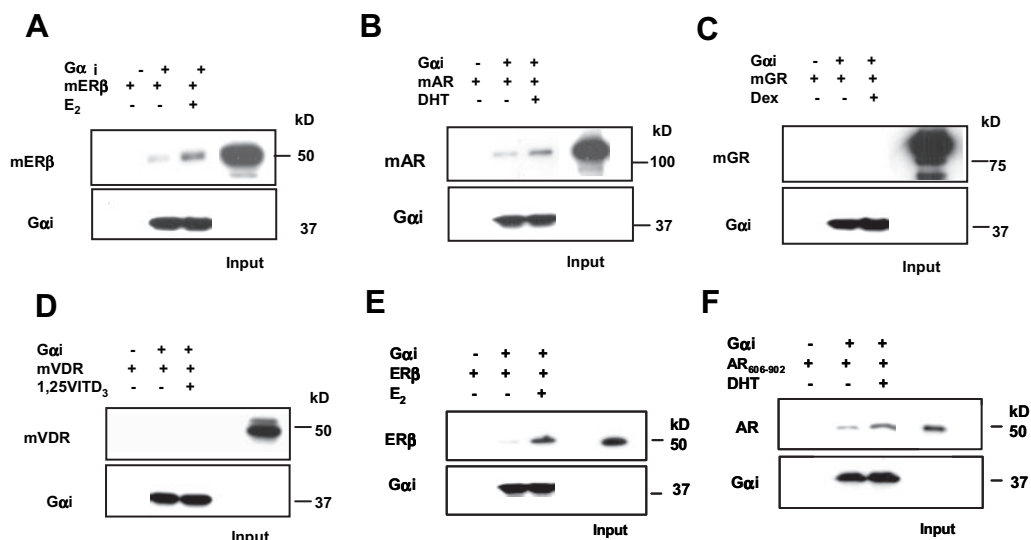 A
Gα i - + +
mERβ + + +
E2 - - +
kD
mERβ 50
Gαi 37
Input
B
Gαi - + +
mAR + + +
DHT - - +
kD
mAR 100
Gαi 37
Input
C
Gαi - + +
mGR + + +
Dex - - +
kD
mGR 75
Gαi 37
Input
D
Gαi - + +
mVDR + + +
1,25VITD3 - - +
kD
mVDR 50
Gαi 37
Input
E
Gαi - + +
ERβ + + +
E2 - - +
kD
ERβ 50
Gαi 37
Input
F
Gαi - + +
AR606-902 + + +
DHT - - +
kD
AR 50
Gαi 37
Input